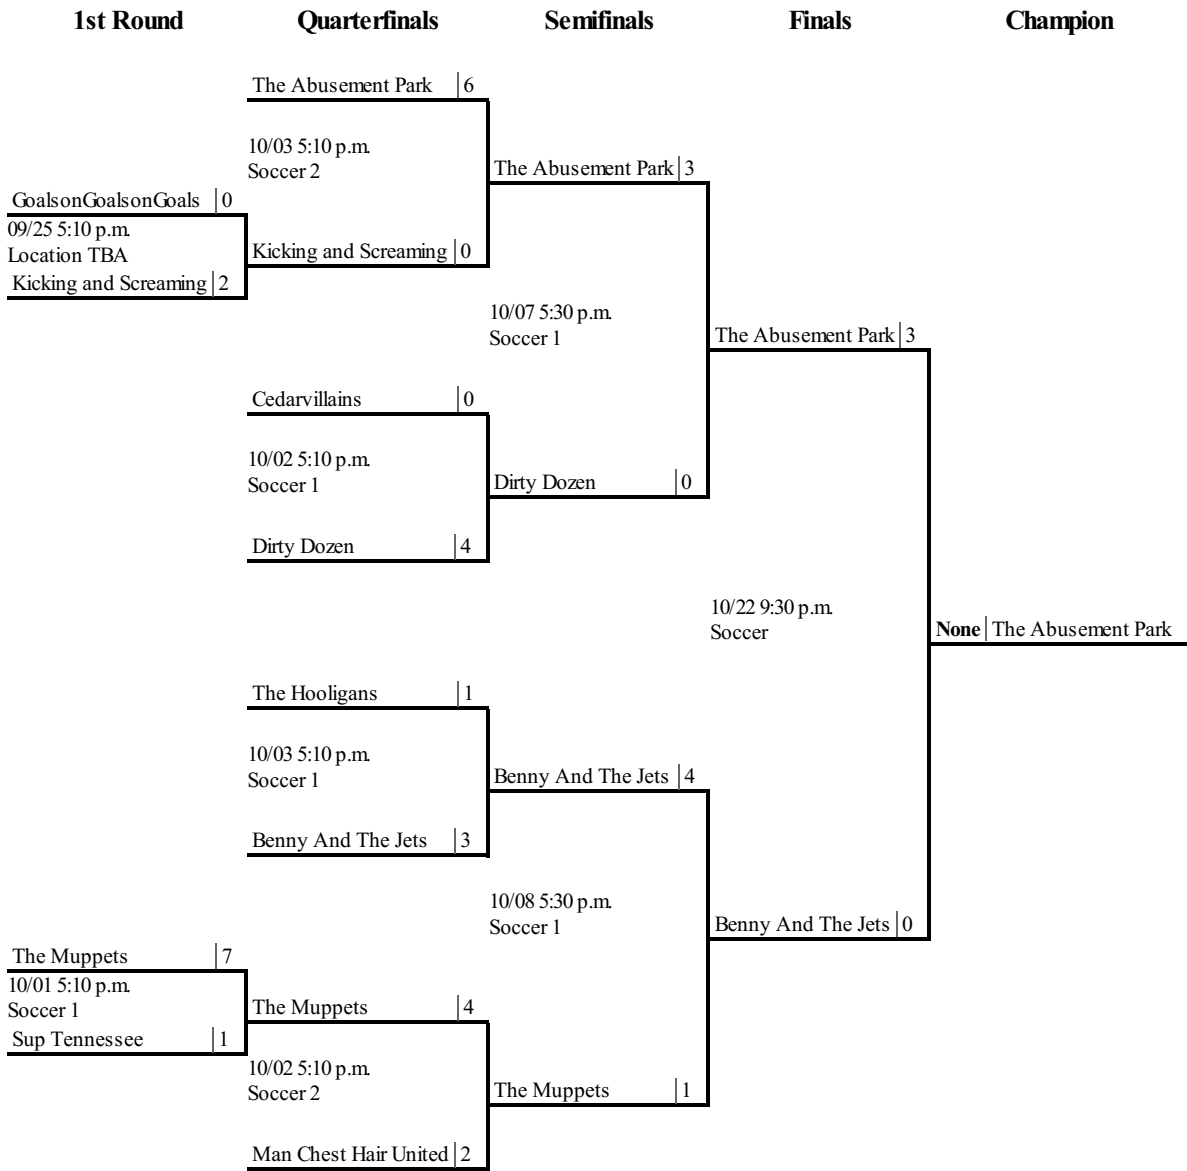 1st Round Quarterfinals Semifinals Finals Champion
The Abusement Park 6
10/03 5:10 p.m.
Soccer 2
The Abusement Park 3
GoalsonGoalsonGoals 0
09/25 5:10 p.m.
Location TBA
Kicking and Screaming 0
Kicking and Screaming 2
10/07 5:30 p.m.
Soccer 1
The Abusement Park 3
Cedarvillains 0
10/02 5:10 p.m.
Soccer 1
Dirty Dozen 0
Dirty Dozen 4
10/22 9:30 p.m.
Soccer
None The Abusement Park
The Hooligans 1
10/03 5:10 p.m.
Soccer 1
Benny And The Jets 4
Benny And The Jets 3
10/08 5:30 p.m.
Soccer 1
Benny And The Jets 0
The Muppets 7
10/01 5:10 p.m.
Soccer 1
The Muppets 4
Sup Tennessee 1
10/02 5:10 p.m.
Soccer 2
The Muppets 1
Man Chest Hair United 2